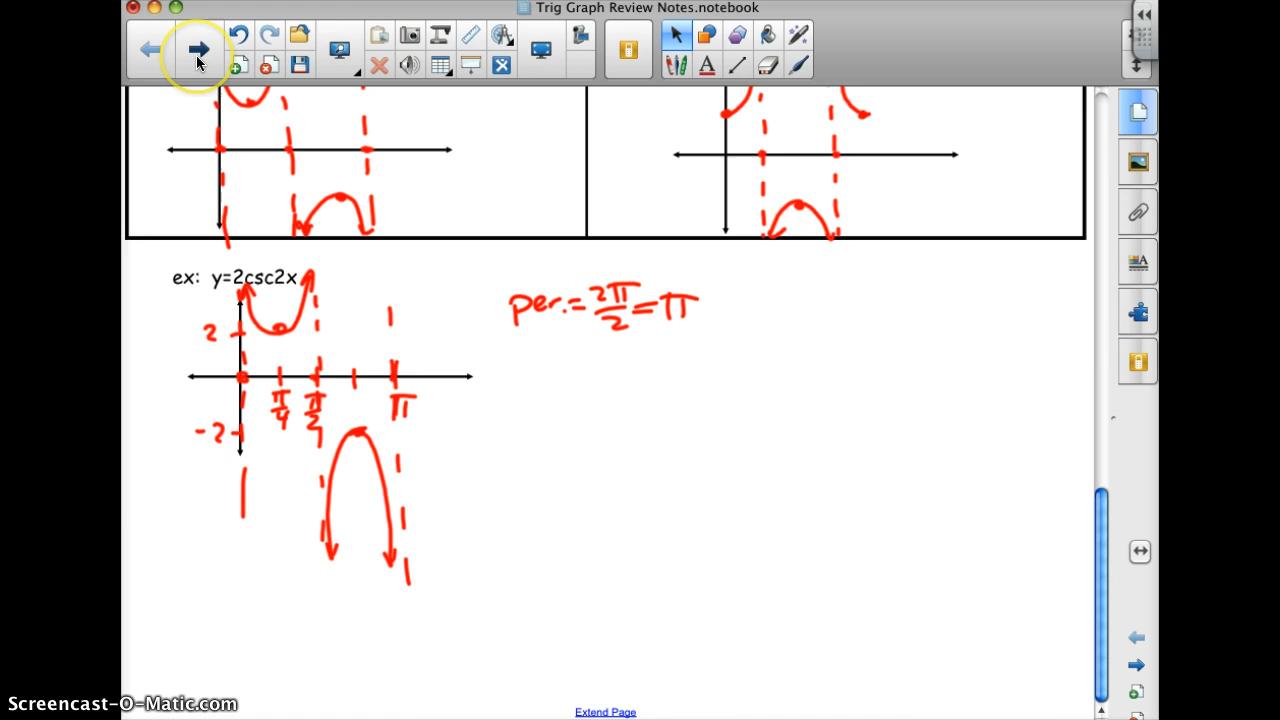 Trig Graph Review Notes.notebook
ex: y=2csc2x
per. = 2π/2 = π
2
π/4 π/2 π
-2
Extend Page
Screencast-O-Matic.com